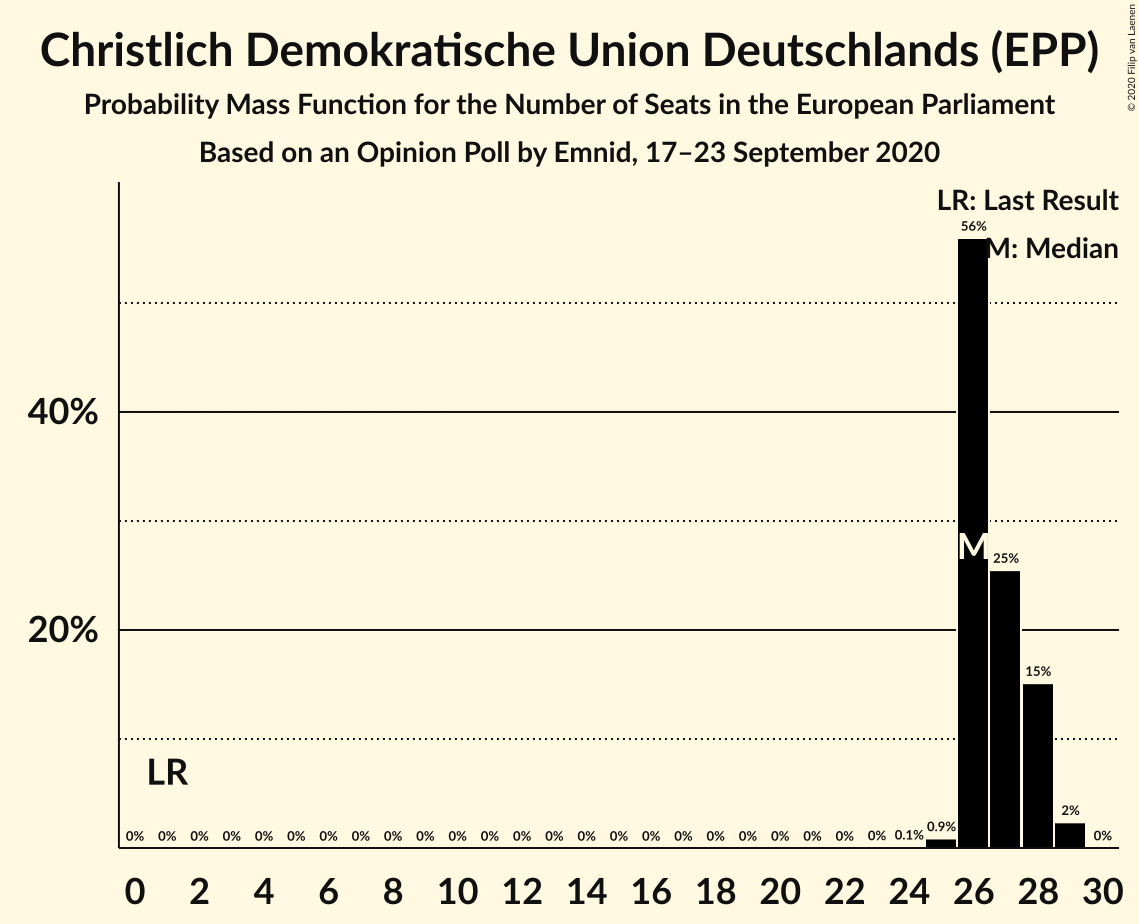 Christlich Demokratische Union Deutschlands (EPP)
Probability Mass Function for the Number of Seats in the European Parliament
Based on an Opinion Poll by Emnid, 17–23 September 2020
© 2020 Filip van Laenen
LR: Last Result
M: Median
56%
40%
M
25%
20%
15%
LR
2%
0% 0% 0% 0% 0% 0% 0% 0% 0% 0% 0% 0% 0% 0% 0% 0% 0% 0% 0% 0% 0% 0% 0% 0% 0.1% 0.9% 0%
0 2 4 6 8 10 12 14 16 18 20 22 24 26 28 30